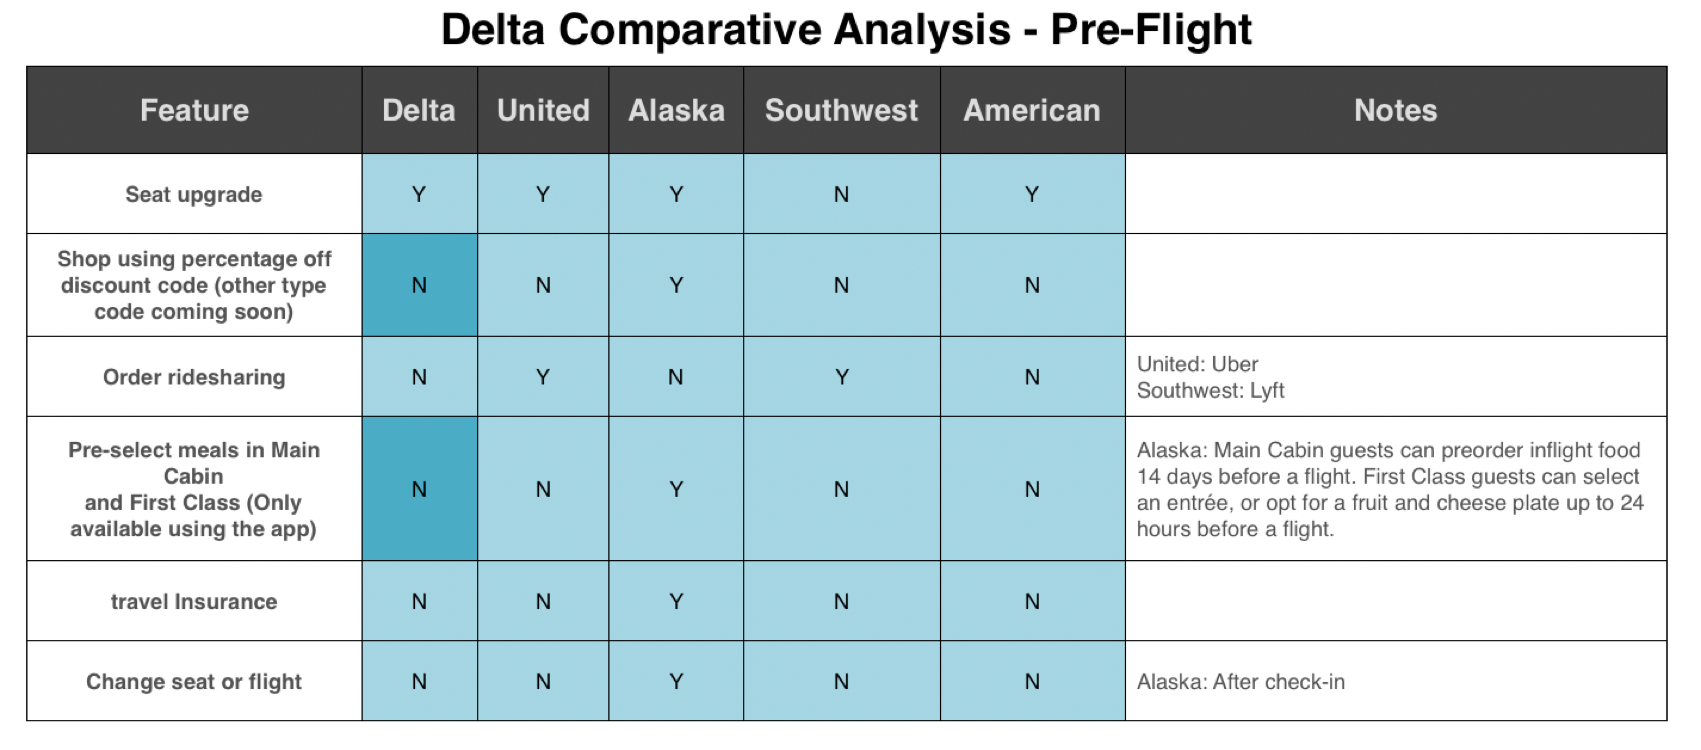 Delta Comparative Analysis - Pre-Flight
Feature Delta United Alaska Southwest American Notes
Seat upgrade Y Y Y N Y
Shop using percentage off
discount code (other type
code coming soon)
N N Y N N
Order ridesharing N Y N Y N
United: Uber
Southwest: Lyft
Pre-select meals in Main
Cabin
and First Class (Only
available using the app)
N N Y N N
Alaska: Main Cabin guests can preorder inflight food
14 days before a flight. First Class guests can select
an entrée, or opt for a fruit and cheese plate up to 24
hours before a flight.
travel Insurance N N Y N N
Change seat or flight N N Y N N Alaska: After check-in